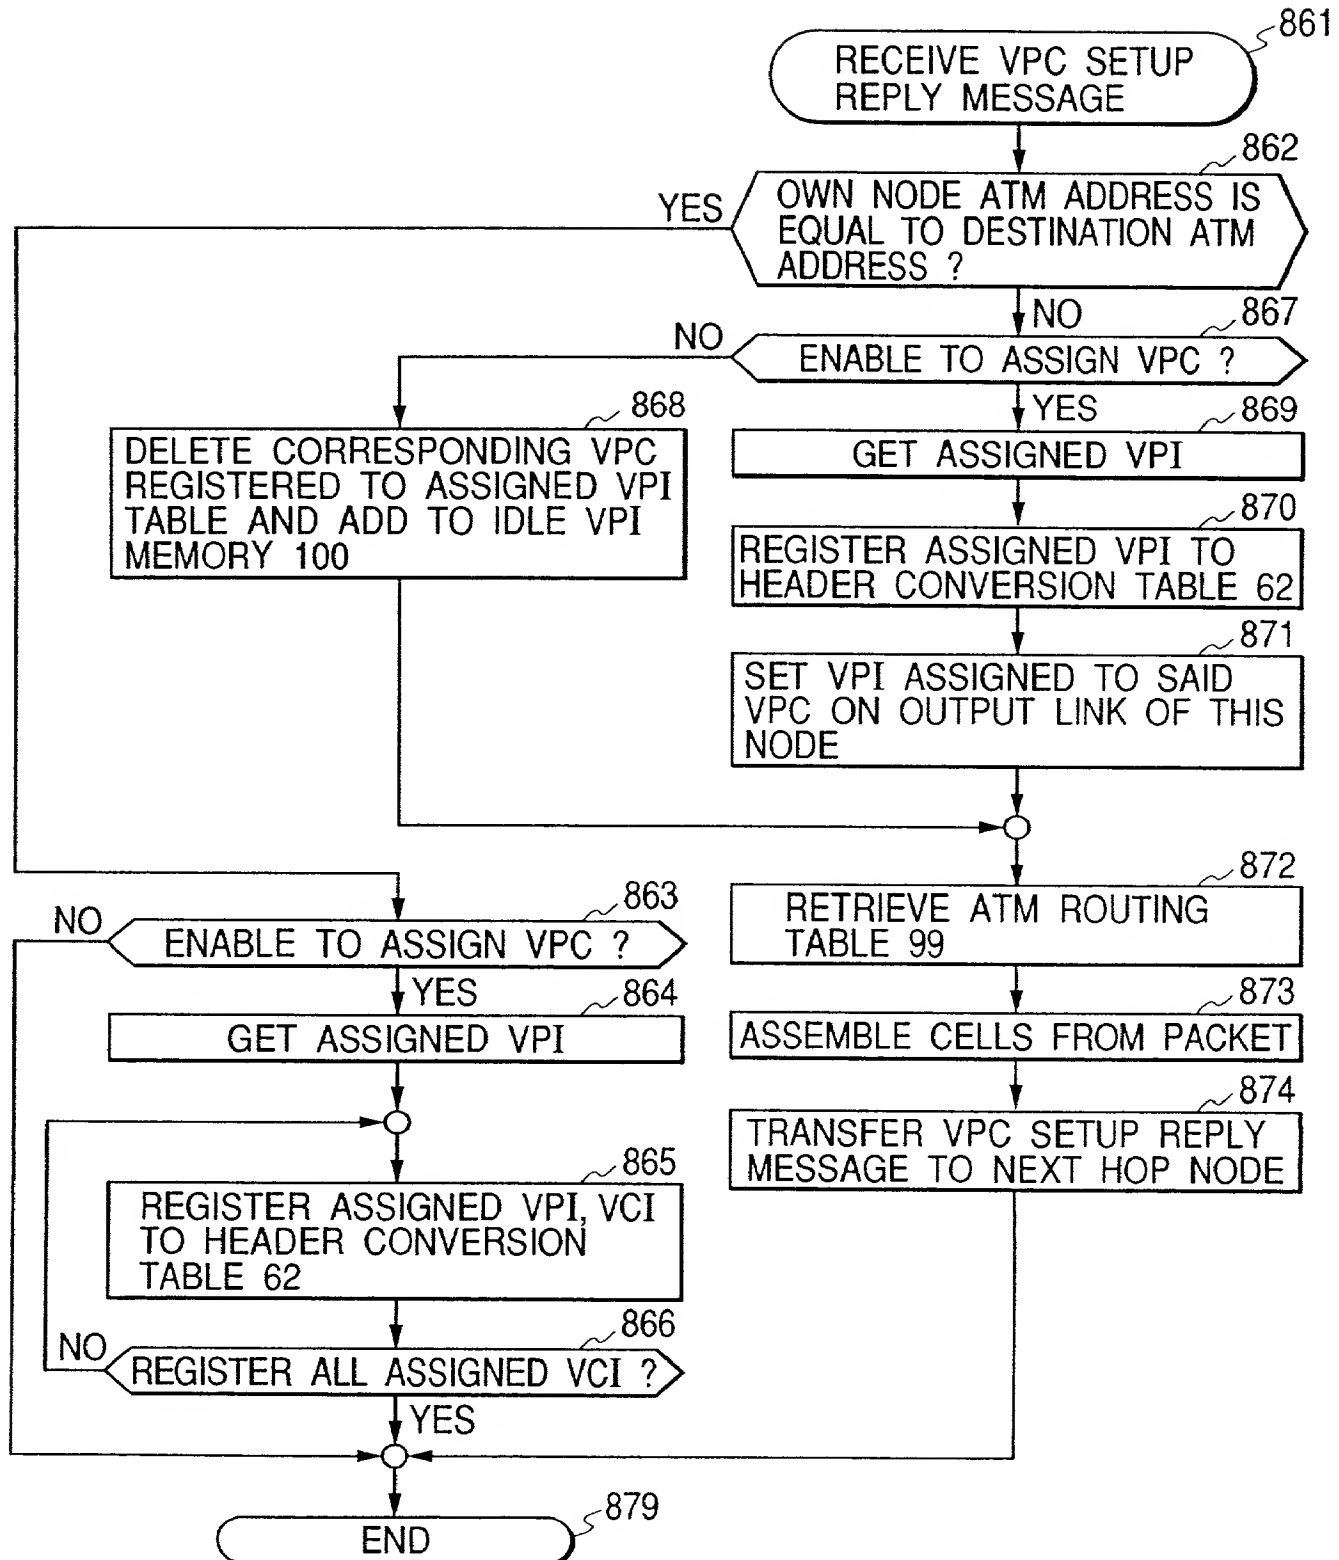 861
RECEIVE VPC SETUP
REPLY MESSAGE
862
OWN NODE ATM ADDRESS IS
EQUAL TO DESTINATION ATM
ADDRESS ?
YES
NO
867
ENABLE TO ASSIGN VPC ?
NO
YES
868
DELETE CORRESPONDING VPC
REGISTERED TO ASSIGNED VPI
TABLE AND ADD TO IDLE VPI
MEMORY 100
869
GET ASSIGNED VPI
870
REGISTER ASSIGNED VPI TO
HEADER CONVERSION TABLE 62
871
SET VPI ASSIGNED TO SAID
VPC ON OUTPUT LINK OF THIS
NODE
872
RETRIEVE ATM ROUTING
TABLE 99
873
ASSEMBLE CELLS FROM PACKET
874
TRANSFER VPC SETUP REPLY
MESSAGE TO NEXT HOP NODE
863
NO
ENABLE TO ASSIGN VPC ?
YES
864
GET ASSIGNED VPI
865
REGISTER ASSIGNED VPI, VCI
TO HEADER CONVERSION
TABLE 62
866
NO
REGISTER ALL ASSIGNED VCI ?
YES
879
END